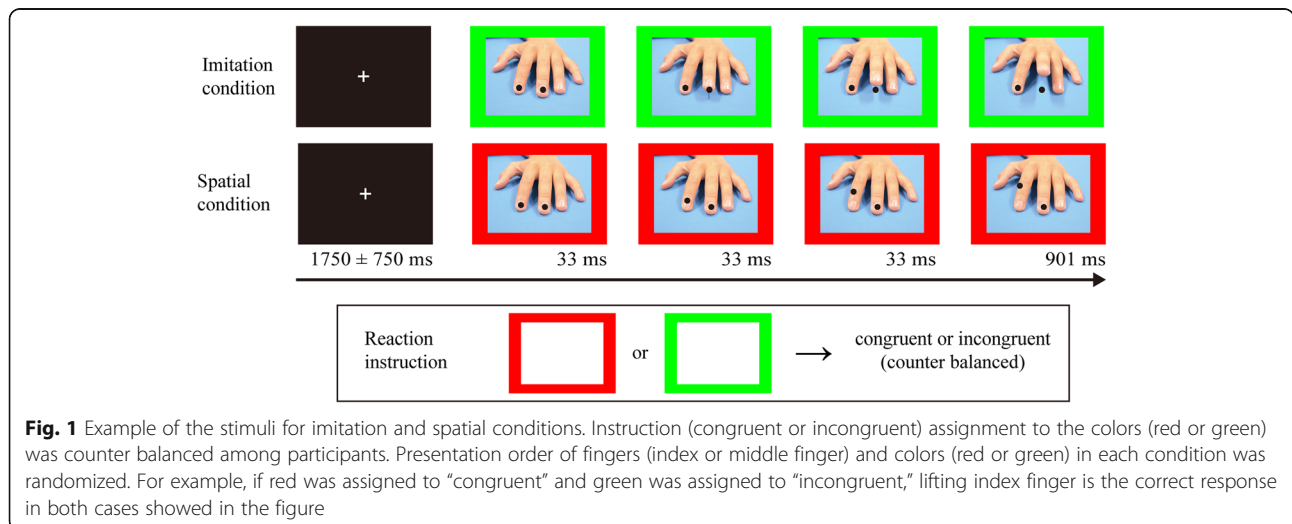 Imitation
condition
Spatial
condition
1750 ± 750 ms 33 ms 33 ms 33 ms 901 ms
Reaction
instruction
or
→
congruent or incongruent
(counter balanced)
Fig. 1 Example of the stimuli for imitation and spatial conditions. Instruction (congruent or incongruent) assignment to the colors (red or green)
was counter balanced among participants. Presentation order of fingers (index or middle finger) and colors (red or green) in each condition was
randomized. For example, if red was assigned to “congruent” and green was assigned to “incongruent,” lifting index finger is the correct response
in both cases showed in the figure